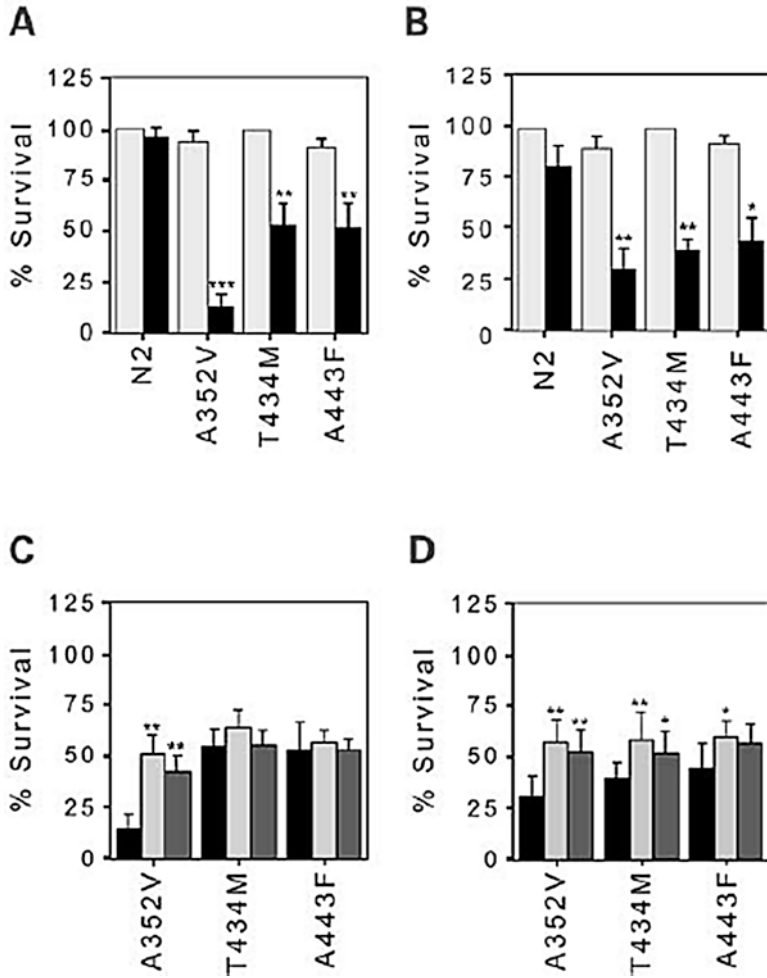 A
% Survival
125
100
75
50
25
0
***
**
**
N2
A352V
T434M
A443F
B
% Survival
125
100
75
50
25
0
**
**
*
N2
A352V
T434M
A443F
C
% Survival
125
100
75
50
25
0
**
**
A352V
T434M
A443F
D
% Survival
125
100
75
50
25
0
**
**
**
*
*
A352V
T434M
A443F